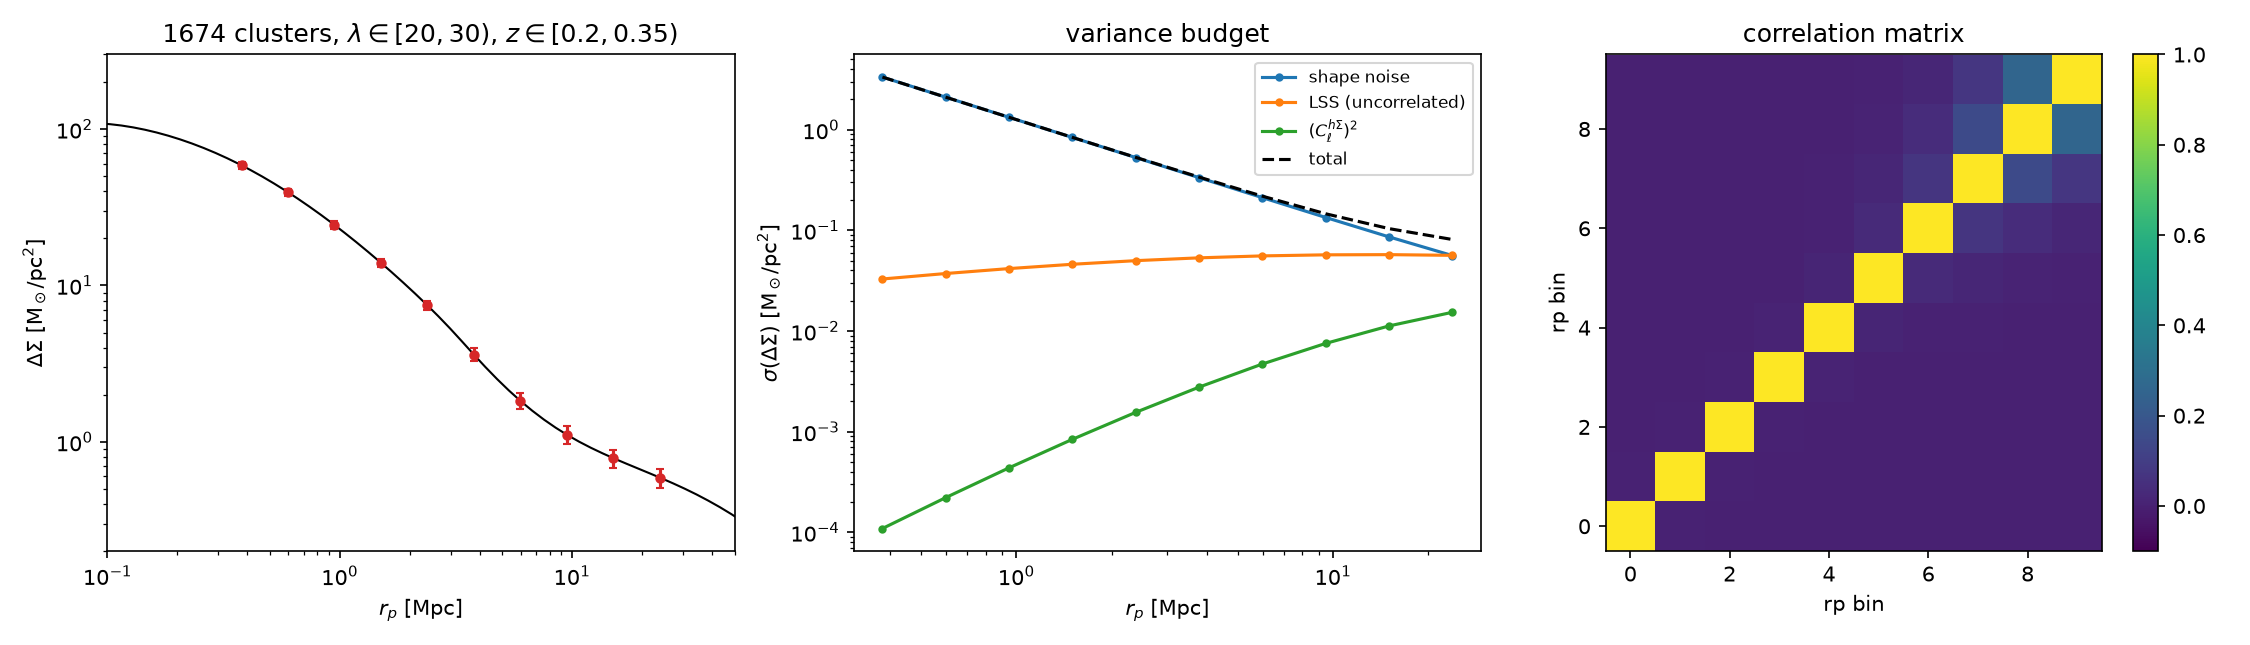 1674 clusters, λ ∈ [20, 30), z ∈ [0.2, 0.35)
ΔΣ [M⊙/pc²]
10²
10¹
10⁰
10⁻¹ 10⁰ 10¹
r_p [Mpc]
variance budget
σ(ΔΣ) [M⊙/pc²]
10⁰
10⁻¹
10⁻²
10⁻³
10⁻⁴
10⁰ 10¹
r_p [Mpc]
shape noise
LSS (uncorrelated)
(C_ℓ^{hΣ})²
total
correlation matrix
rp bin
8
6
4
2
0
0 2 4 6 8
rp bin
1.0
0.8
0.6
0.4
0.2
0.0